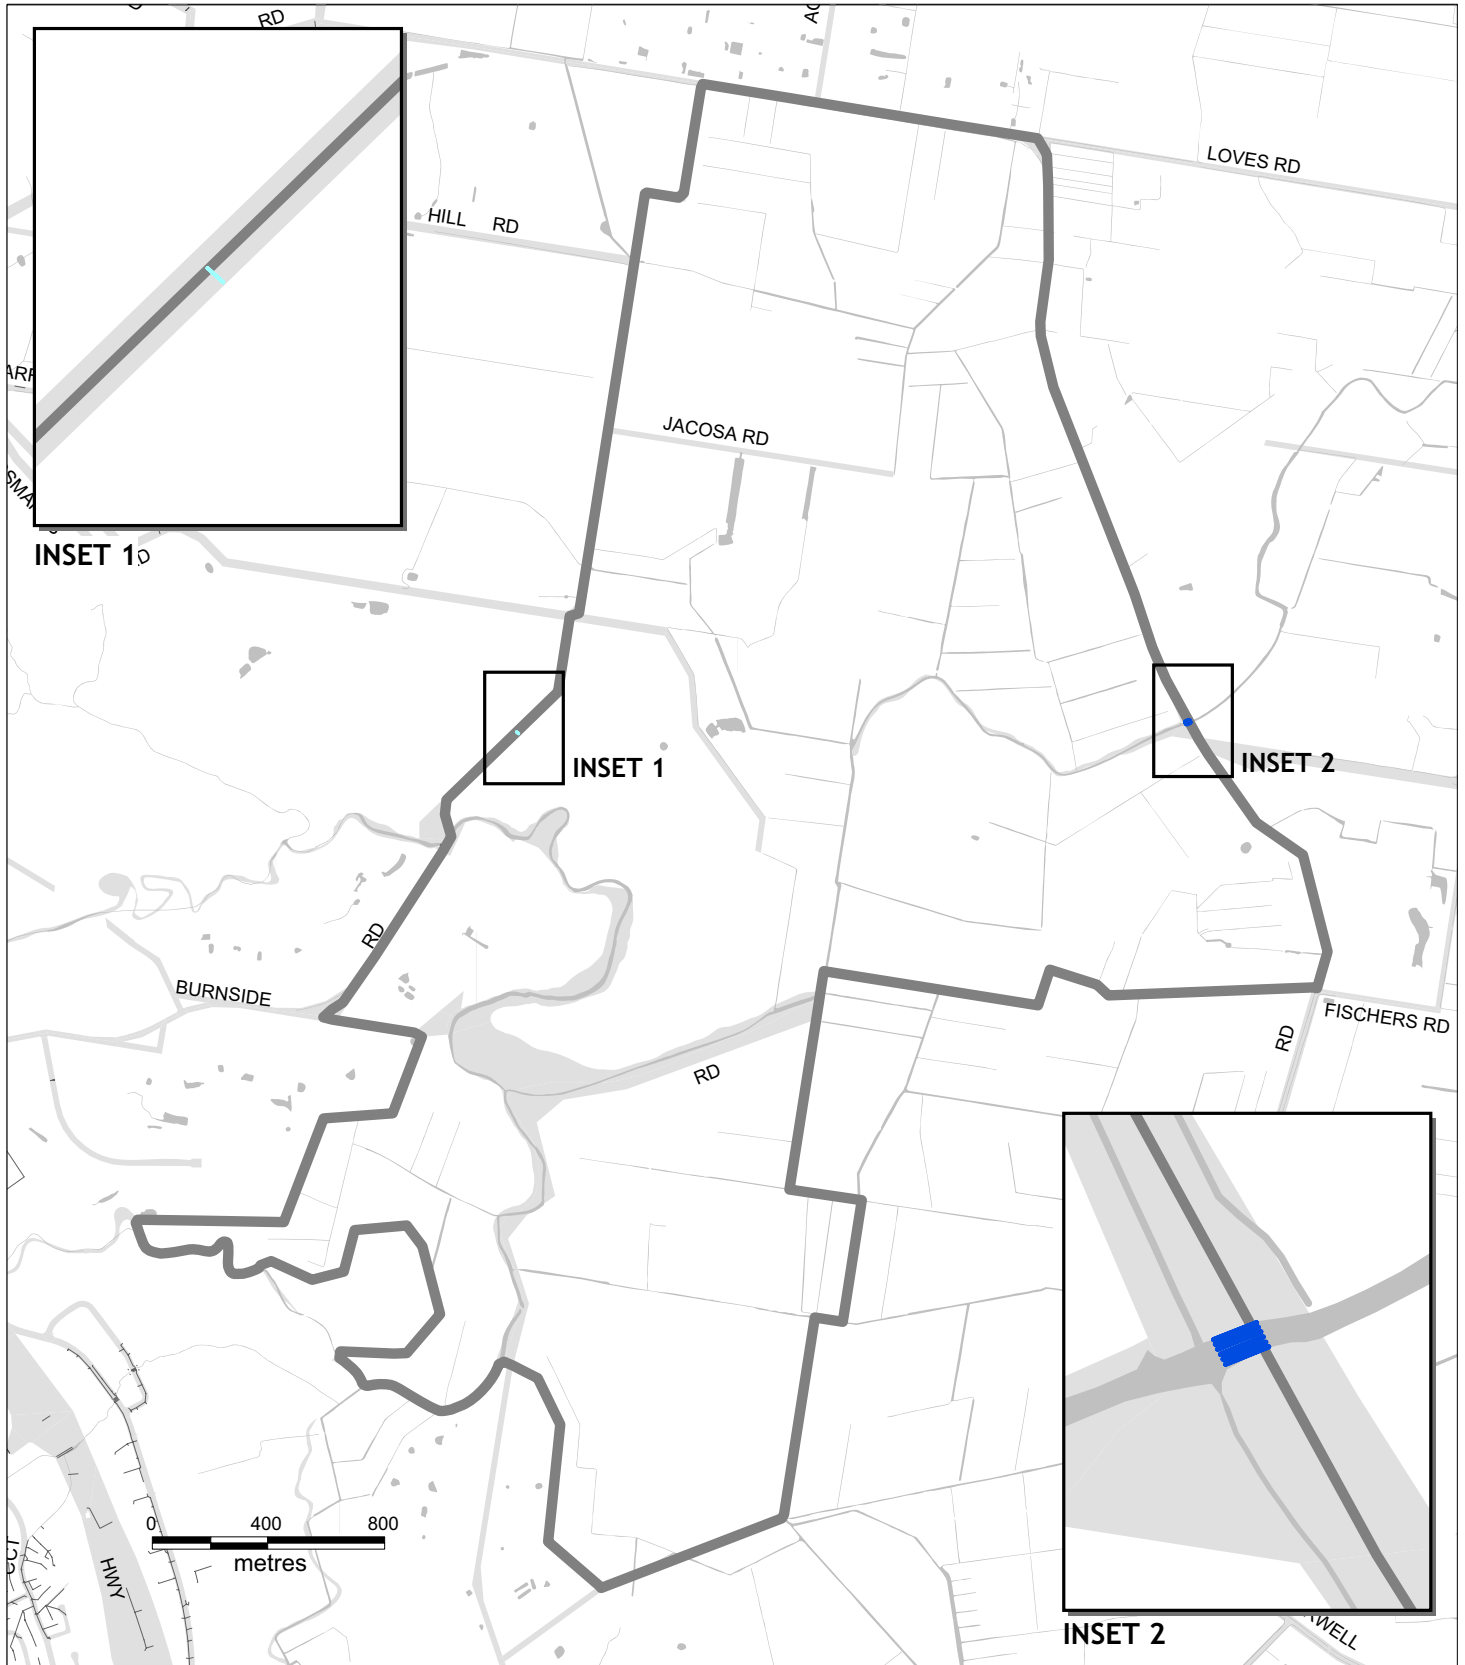 RD
LOVES RD
HILL RD
JACOSA RD
INSET 1
INSET 1
INSET 2
RD
BURNSIDE
FISCHERS RD
RD
RD
0 400 800
metres
HWY
INSET 2